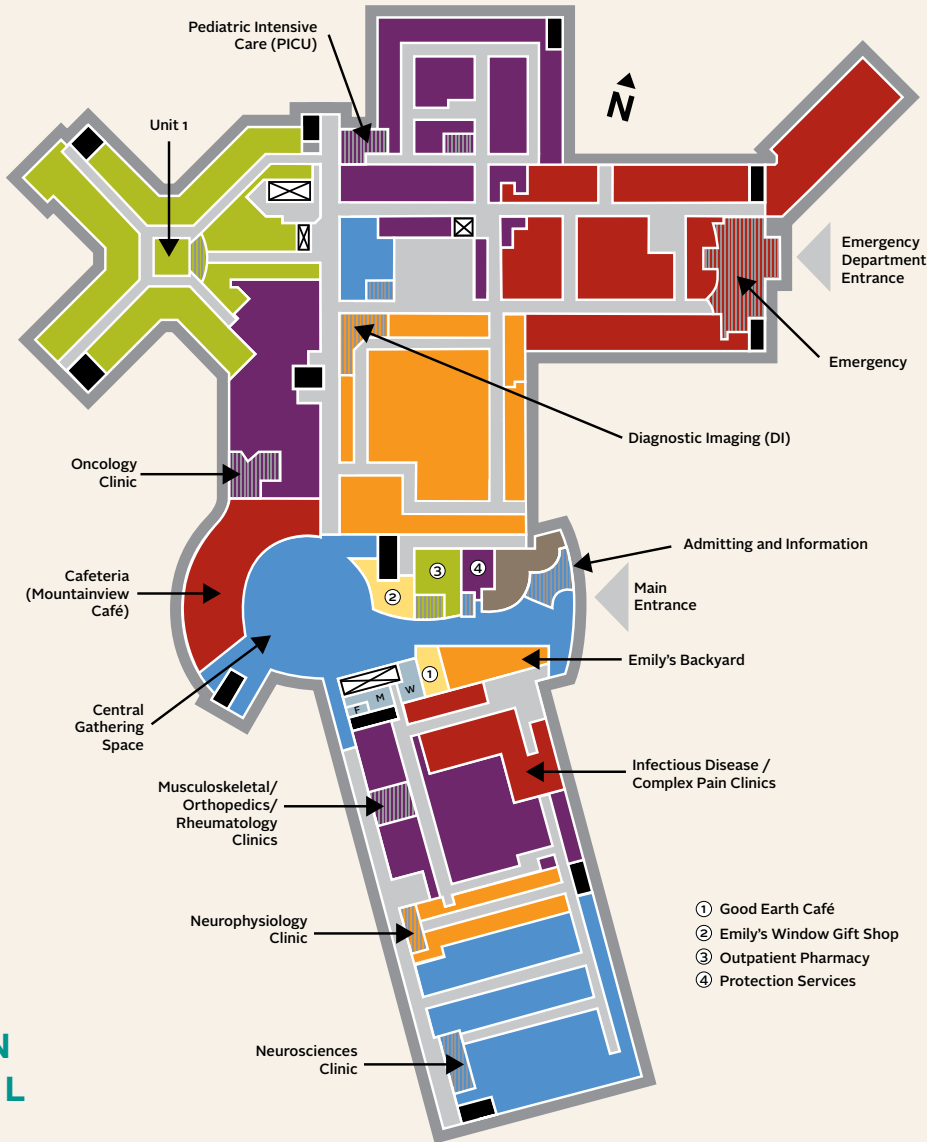 Pediatric Intensive
Care (PICU)
N
Unit 1
Emergency
Department
Entrance
Emergency
Diagnostic Imaging (DI)
Oncology
Clinic
Admitting and Information
3
4
2
Cafeteria
(Mountainview
Café)
Main
Entrance
Emily's Backyard
1
W
M
F
Central
Gathering
Space
Infectious Disease /
Complex Pain Clinics
Musculoskeletal/
Orthopedics/
Rheumatology
Clinics
Neurophysiology
Clinic
1 Good Earth Café
2 Emily's Window Gift Shop
3 Outpatient Pharmacy
4 Protection Services
Neurosciences
Clinic
N
L